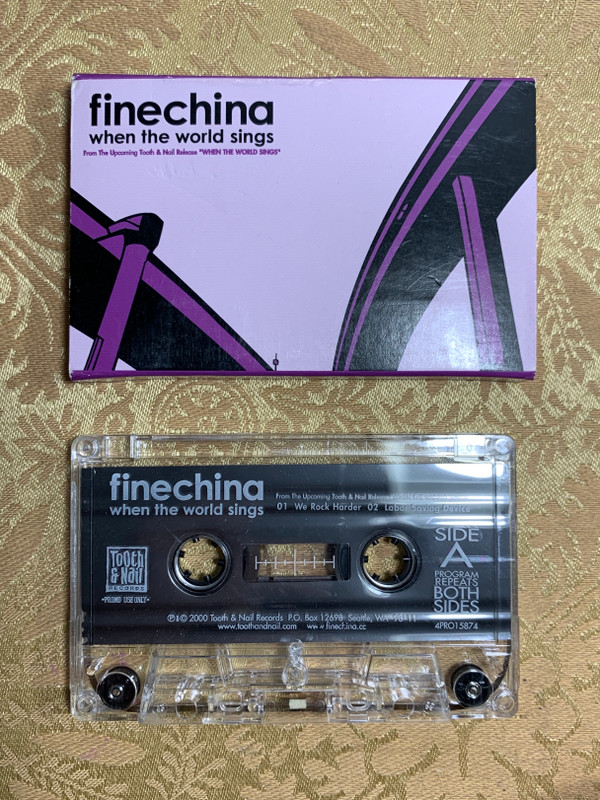 finechina
when the world sings
From The Upcoming Tooth & Nail Release "WHEN THE WORLD SINGS"
finechina
when the world sings
From The Upcoming Tooth & Nail Release
01 We Rock Harder 02 Labor Saving Device
Tooth
& Nail
RECORDS
•PROMO USE ONLY•
SIDE
A
PROGRAM
REPEATS
BOTH
SIDES
4PRO15874
℗&© 2000 Tooth & Nail Records P.O. Box 12698 Seattle, WA
www.toothandnail.com www.finechina.cc